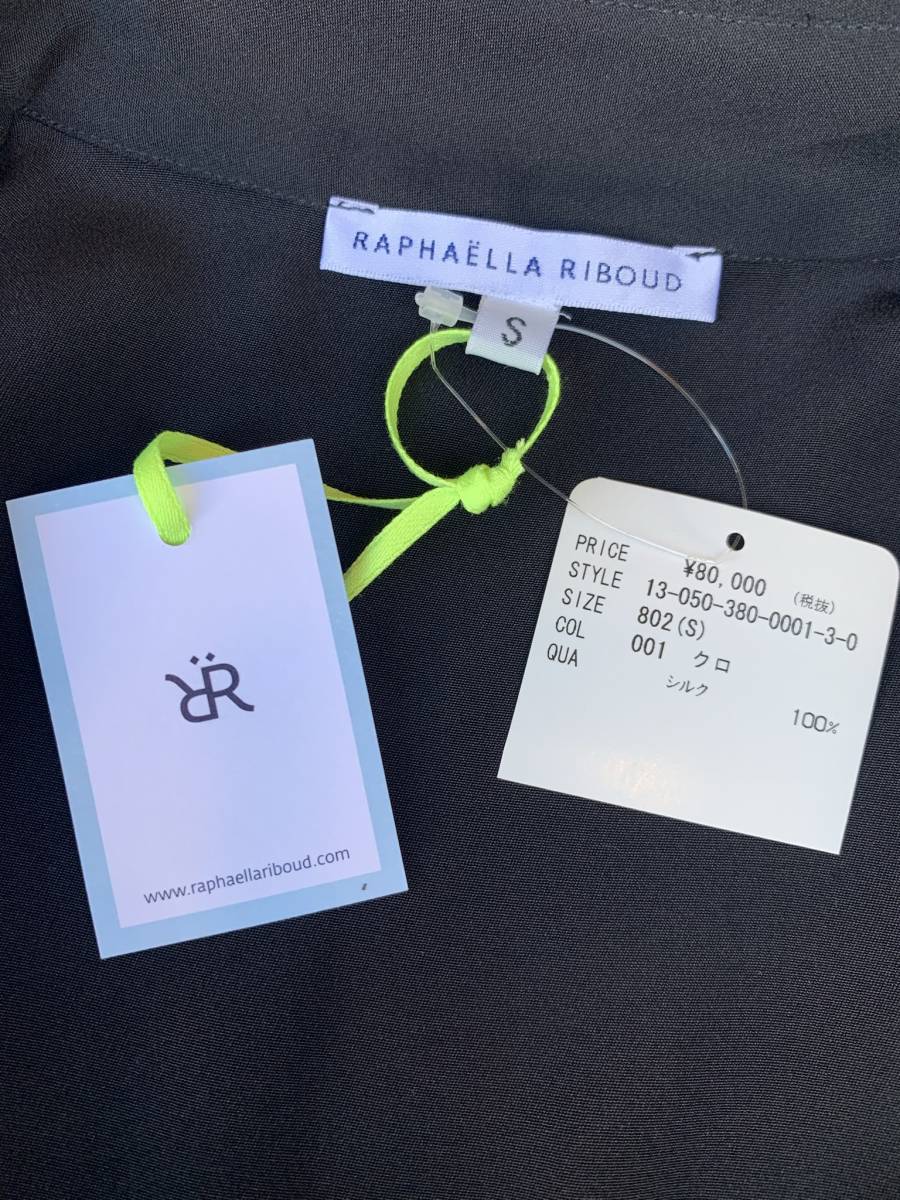 RAPHAËLLA RIBOUD
S
R̈R
www.raphaellariboud.com
PRICE ¥80,000 (税抜)
STYLE 13-050-380-0001-3-0
SIZE 802(S)
COL 001 クロ
QUA シルク 100%